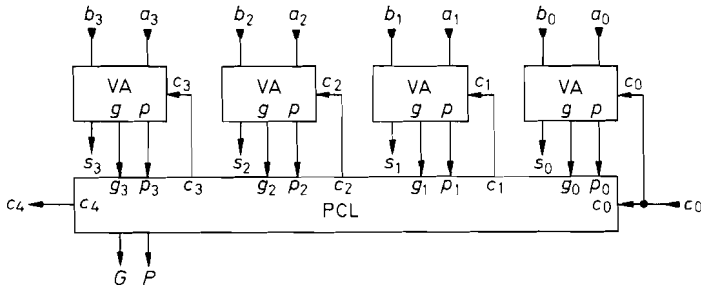 b₃ a₃ b₂ a₂ b₁ a₁ b₀ a₀
VA c₃ VA c₂ VA c₁ VA c₀
g p g p g p g p
s₃ s₂ s₁ s₀
g₃ p₃ c₃ g₂ p₂ c₂ g₁ p₁ c₁ g₀ p₀
c₄ c₄ PCL c₀ c₀
G P